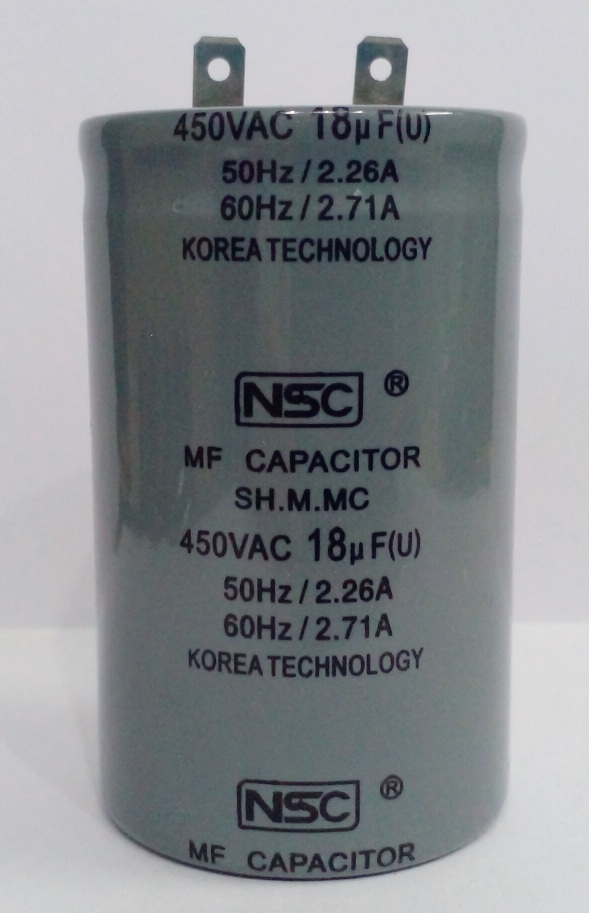 450VAC 18µF(U)
50Hz / 2.26A
60Hz / 2.71A
KOREA TECHNOLOGY
NSC ®
MF CAPACITOR
SH.M.MC
450VAC 18µF(U)
50Hz / 2.26A
60Hz / 2.71A
KOREA TECHNOLOGY
NSC ®
MF CAPACITOR